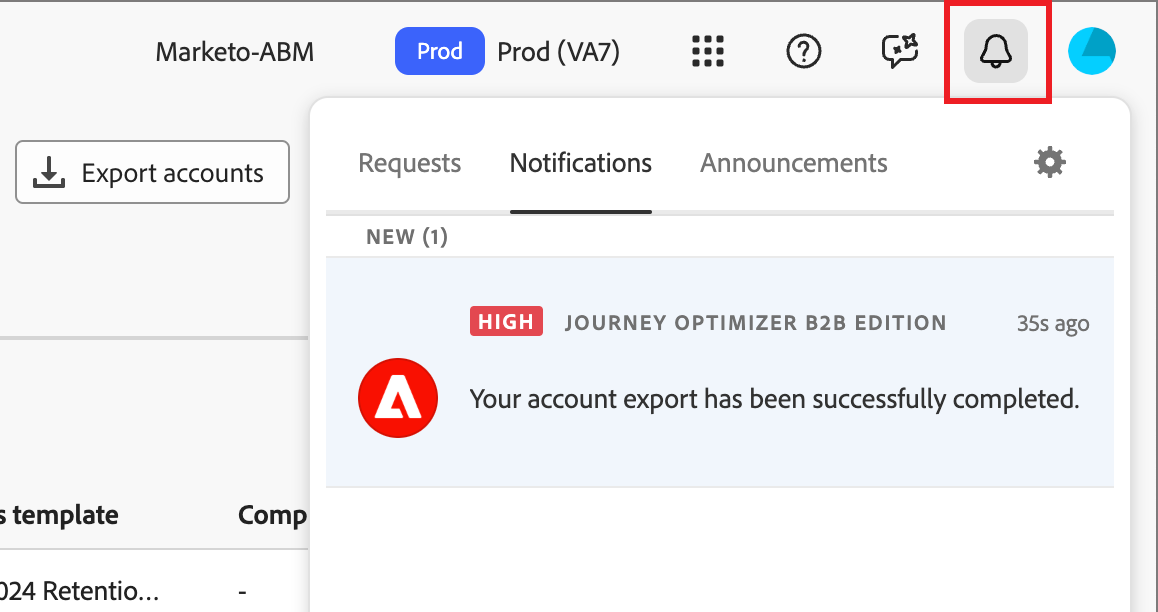 Marketo-ABM Prod Prod (VA7)
Export accounts
Requests Notifications Announcements
NEW (1)
HIGH JOURNEY OPTIMIZER B2B EDITION 35s ago
Your account export has been successfully completed.
s template Comp
024 Retentio... -